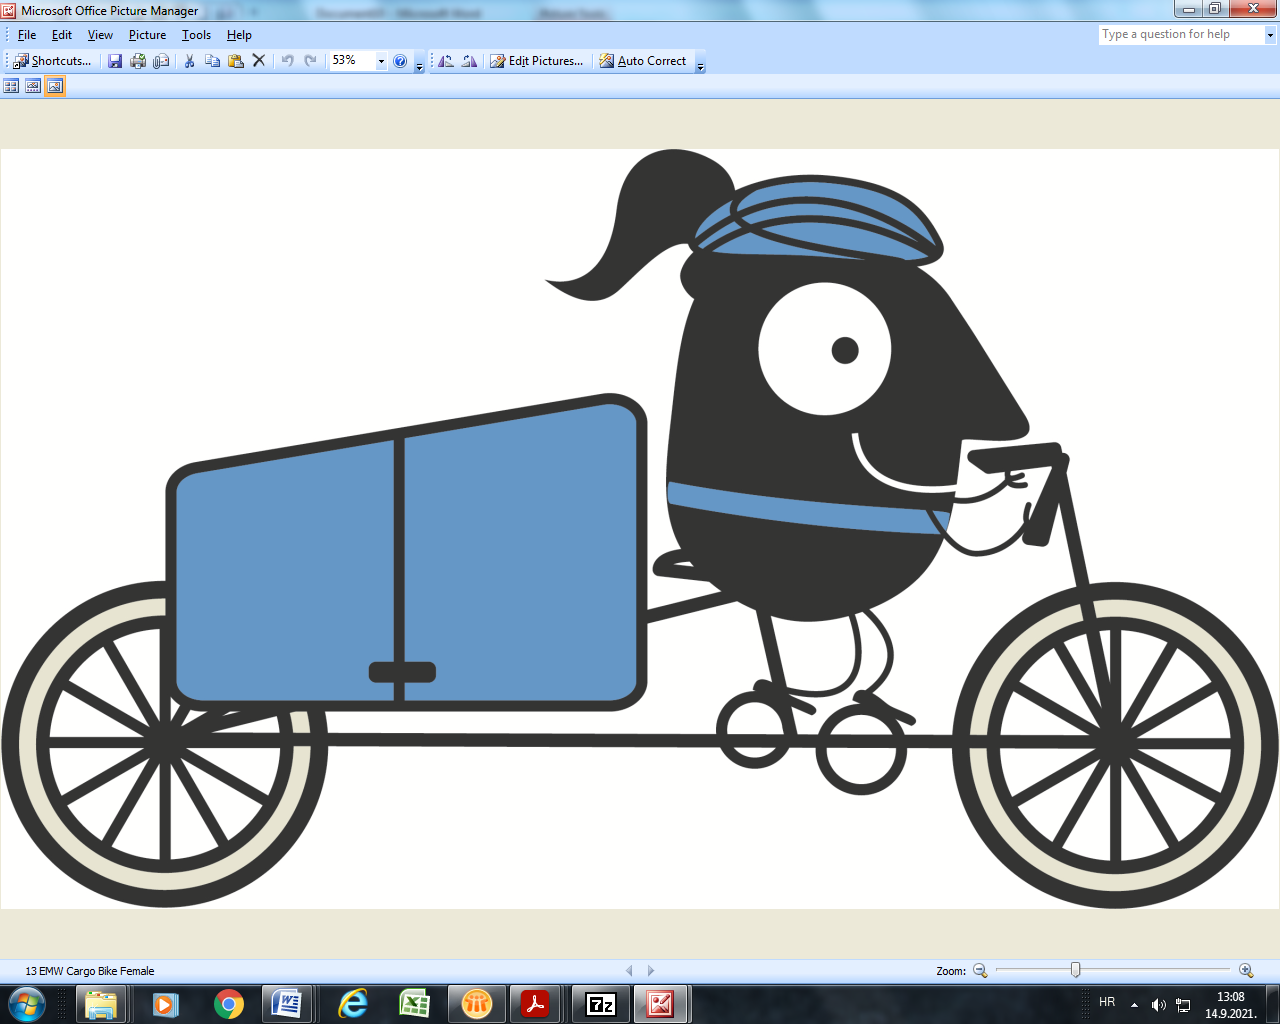 Microsoft Office Picture Manager
File Edit View Picture Tools Help
Type a question for help
Shortcuts...
53%
Edit Pictures...
Auto Correct
13 EMW Cargo Bike Female
Zoom:
7z
HR
13:08
14.9.2021.